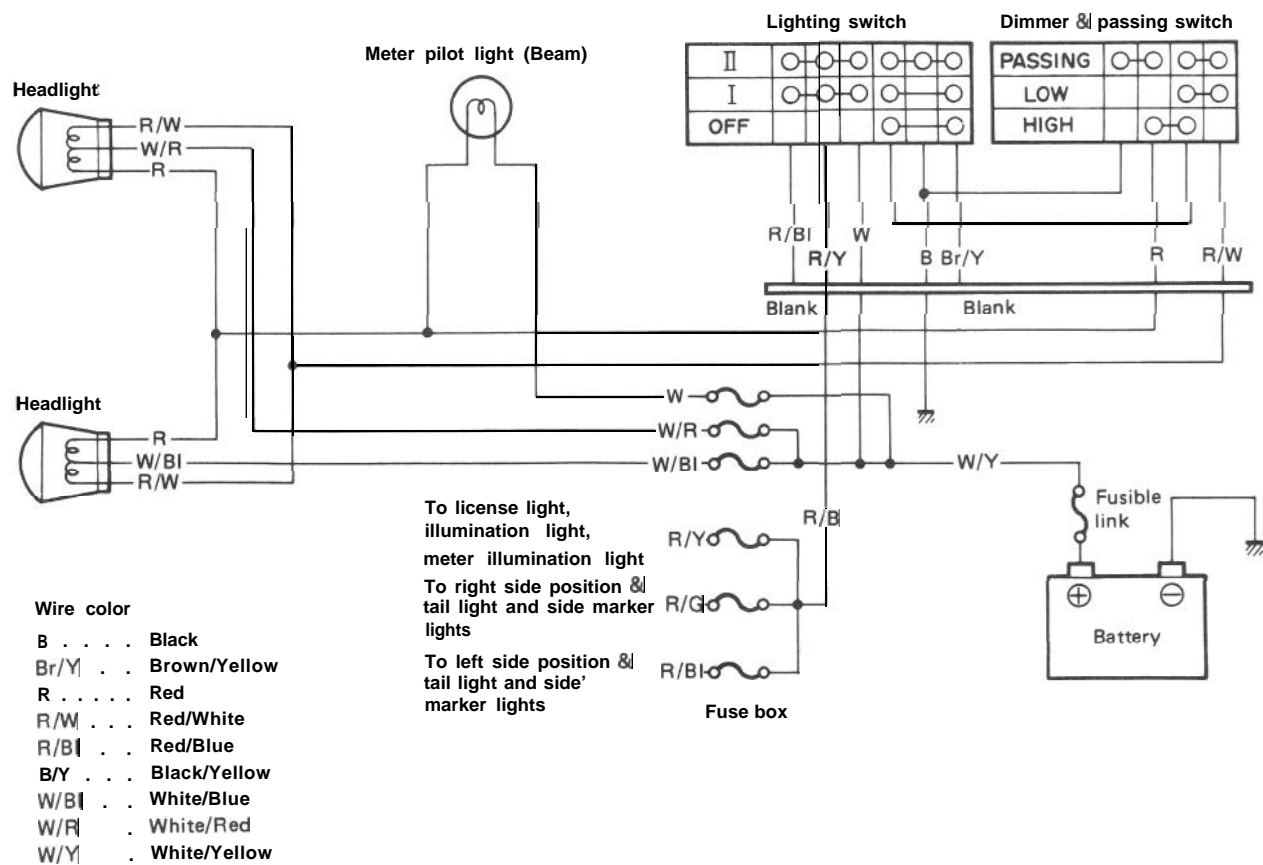 Lighting switch
Dimmer & passing switch
Meter pilot light (Beam)
II
I
OFF
PASSING
LOW
HIGH
Headlight
R/W
W/R
R
R/Bl
R/Y
W
B
Br/Y
R
R/W
Blank
Blank
Headlight
R
W/Bl
R/W
W
W/R
W/Bl
W/Y
Fusible
link
R/B
To license light,
illumination light,
meter illumination light
R/Y
To right side position &
tail light and side marker
lights
R/G
To left side position &
tail light and side'
marker lights
R/Bl
Fuse box
+
−
Battery
Wire color
B . . . . Black
Br/Y . . Brown/Yellow
R . . . . . Red
R/W . . . Red/White
R/Bl . . Red/Blue
B/Y . . . Black/Yellow
W/Bl . . White/Blue
W/R . White/Red
W/Y . White/Yellow